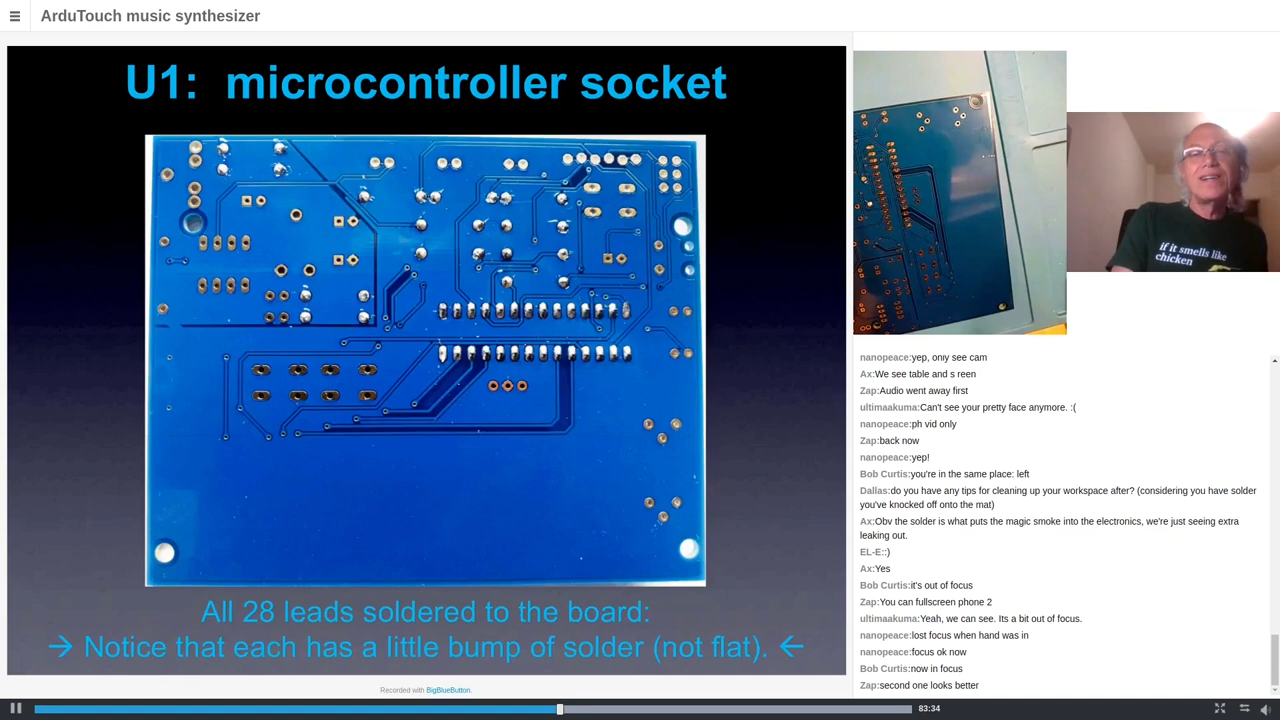 ArduTouch music synthesizer
U1: microcontroller socket
All 28 leads soldered to the board:
→ Notice that each has a little bump of solder (not flat). ←
Recorded with BigBlueButton.
if it smells like
chicken
nanopeace:yep, only see cam
Ax:We see table and s reen
Zap:Audio went away first
ultimaakuma:Can't see your pretty face anymore. :(
nanopeace:ph vid only
Zap:back now
nanopeace:yep!
Bob Curtis:you're in the same place: left
Dallas:do you have any tips for cleaning up your workspace after? (considering you have solder
you've knocked off onto the mat)
Ax:Obv the solder is what puts the magic smoke into the electronics, we're just seeing extra
leaking out.
EL-E::)
Ax:Yes
Bob Curtis:it's out of focus
Zap:You can fullscreen phone 2
ultimaakuma:Yeah, we can see. Its a bit out of focus.
nanopeace:lost focus when hand was in
nanopeace:focus ok now
Bob Curtis:now in focus
Zap:second one looks better
83:34